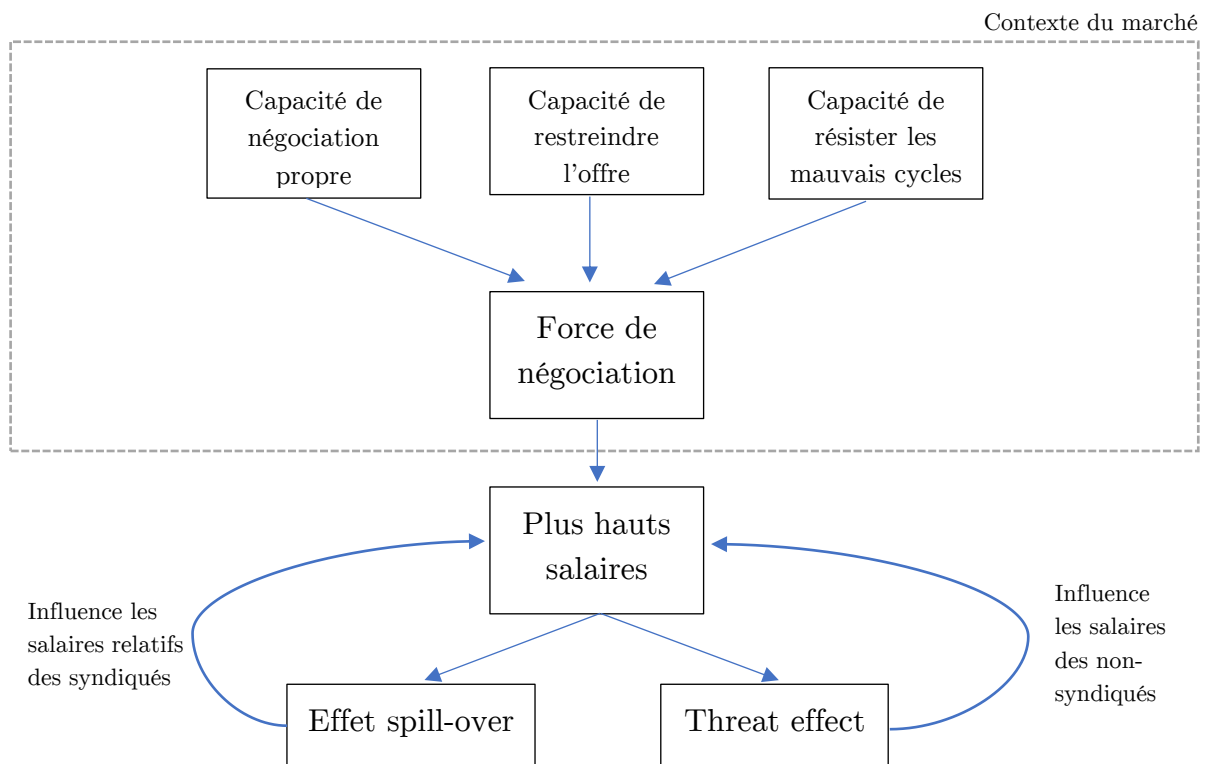 Contexte du marché
Capacité de
négociation
propre
Capacité de
restreindre
l'offre
Capacité de
résister les
mauvais cycles
Force de
négociation
Plus hauts
salaires
Influence les
salaires relatifs
des syndiqués
Influence
les salaires
des non-
syndiqués
Effet spill-over
Threat effect